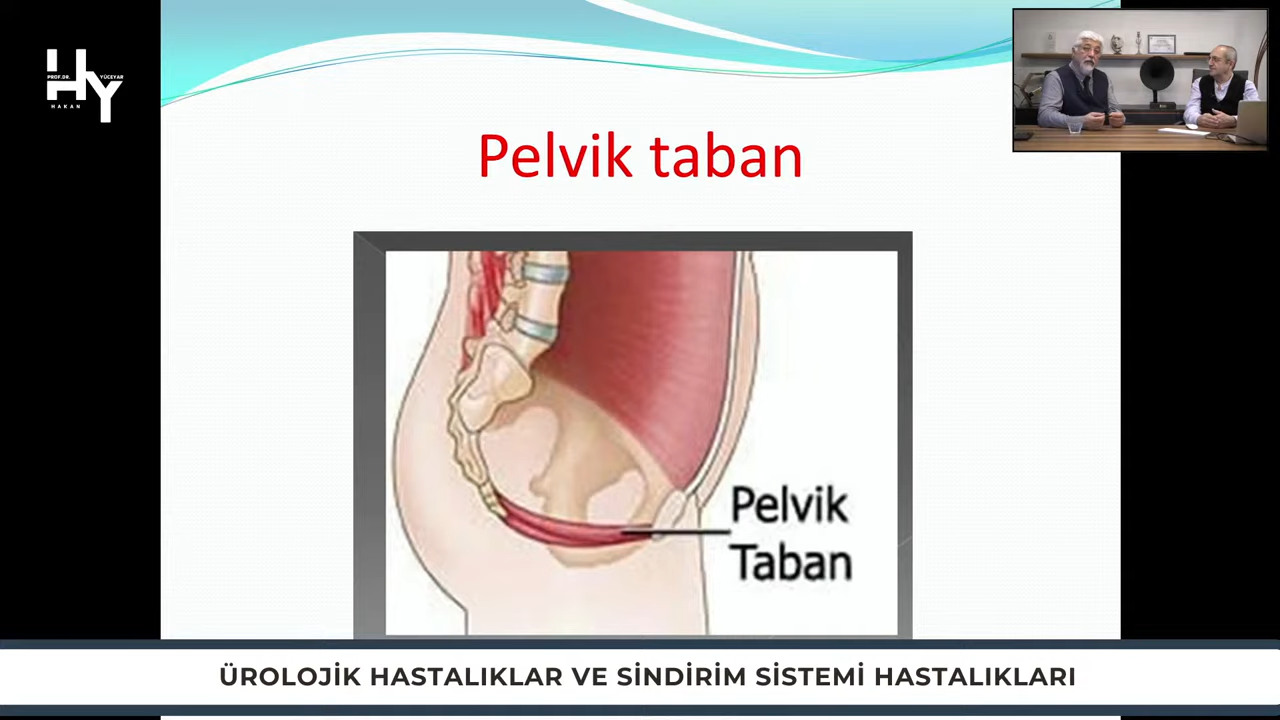 PROF.DR. YÜCEYAR
HY
HAKAN
Pelvik taban
Pelvik
Taban
ÜROLOJİK HASTALIKLAR VE SİNDİRİM SİSTEMİ HASTALIKLARI